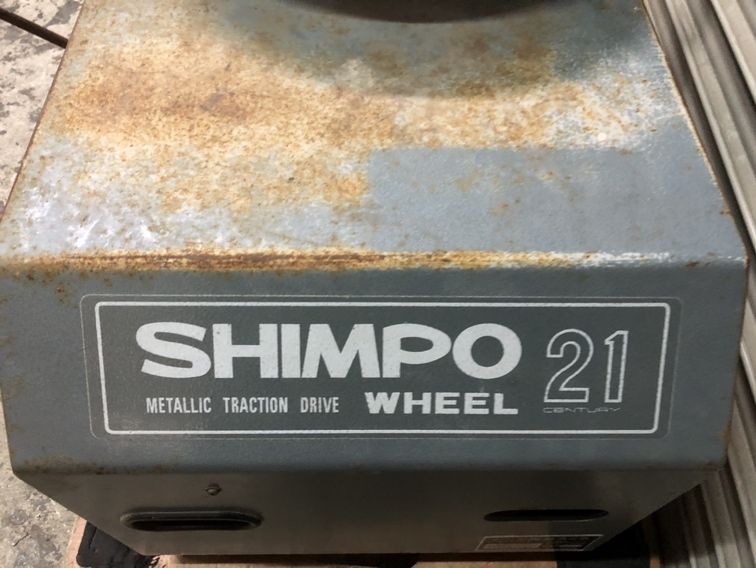 SHIMPO 21
METALLIC TRACTION DRIVE WHEEL CENTURY